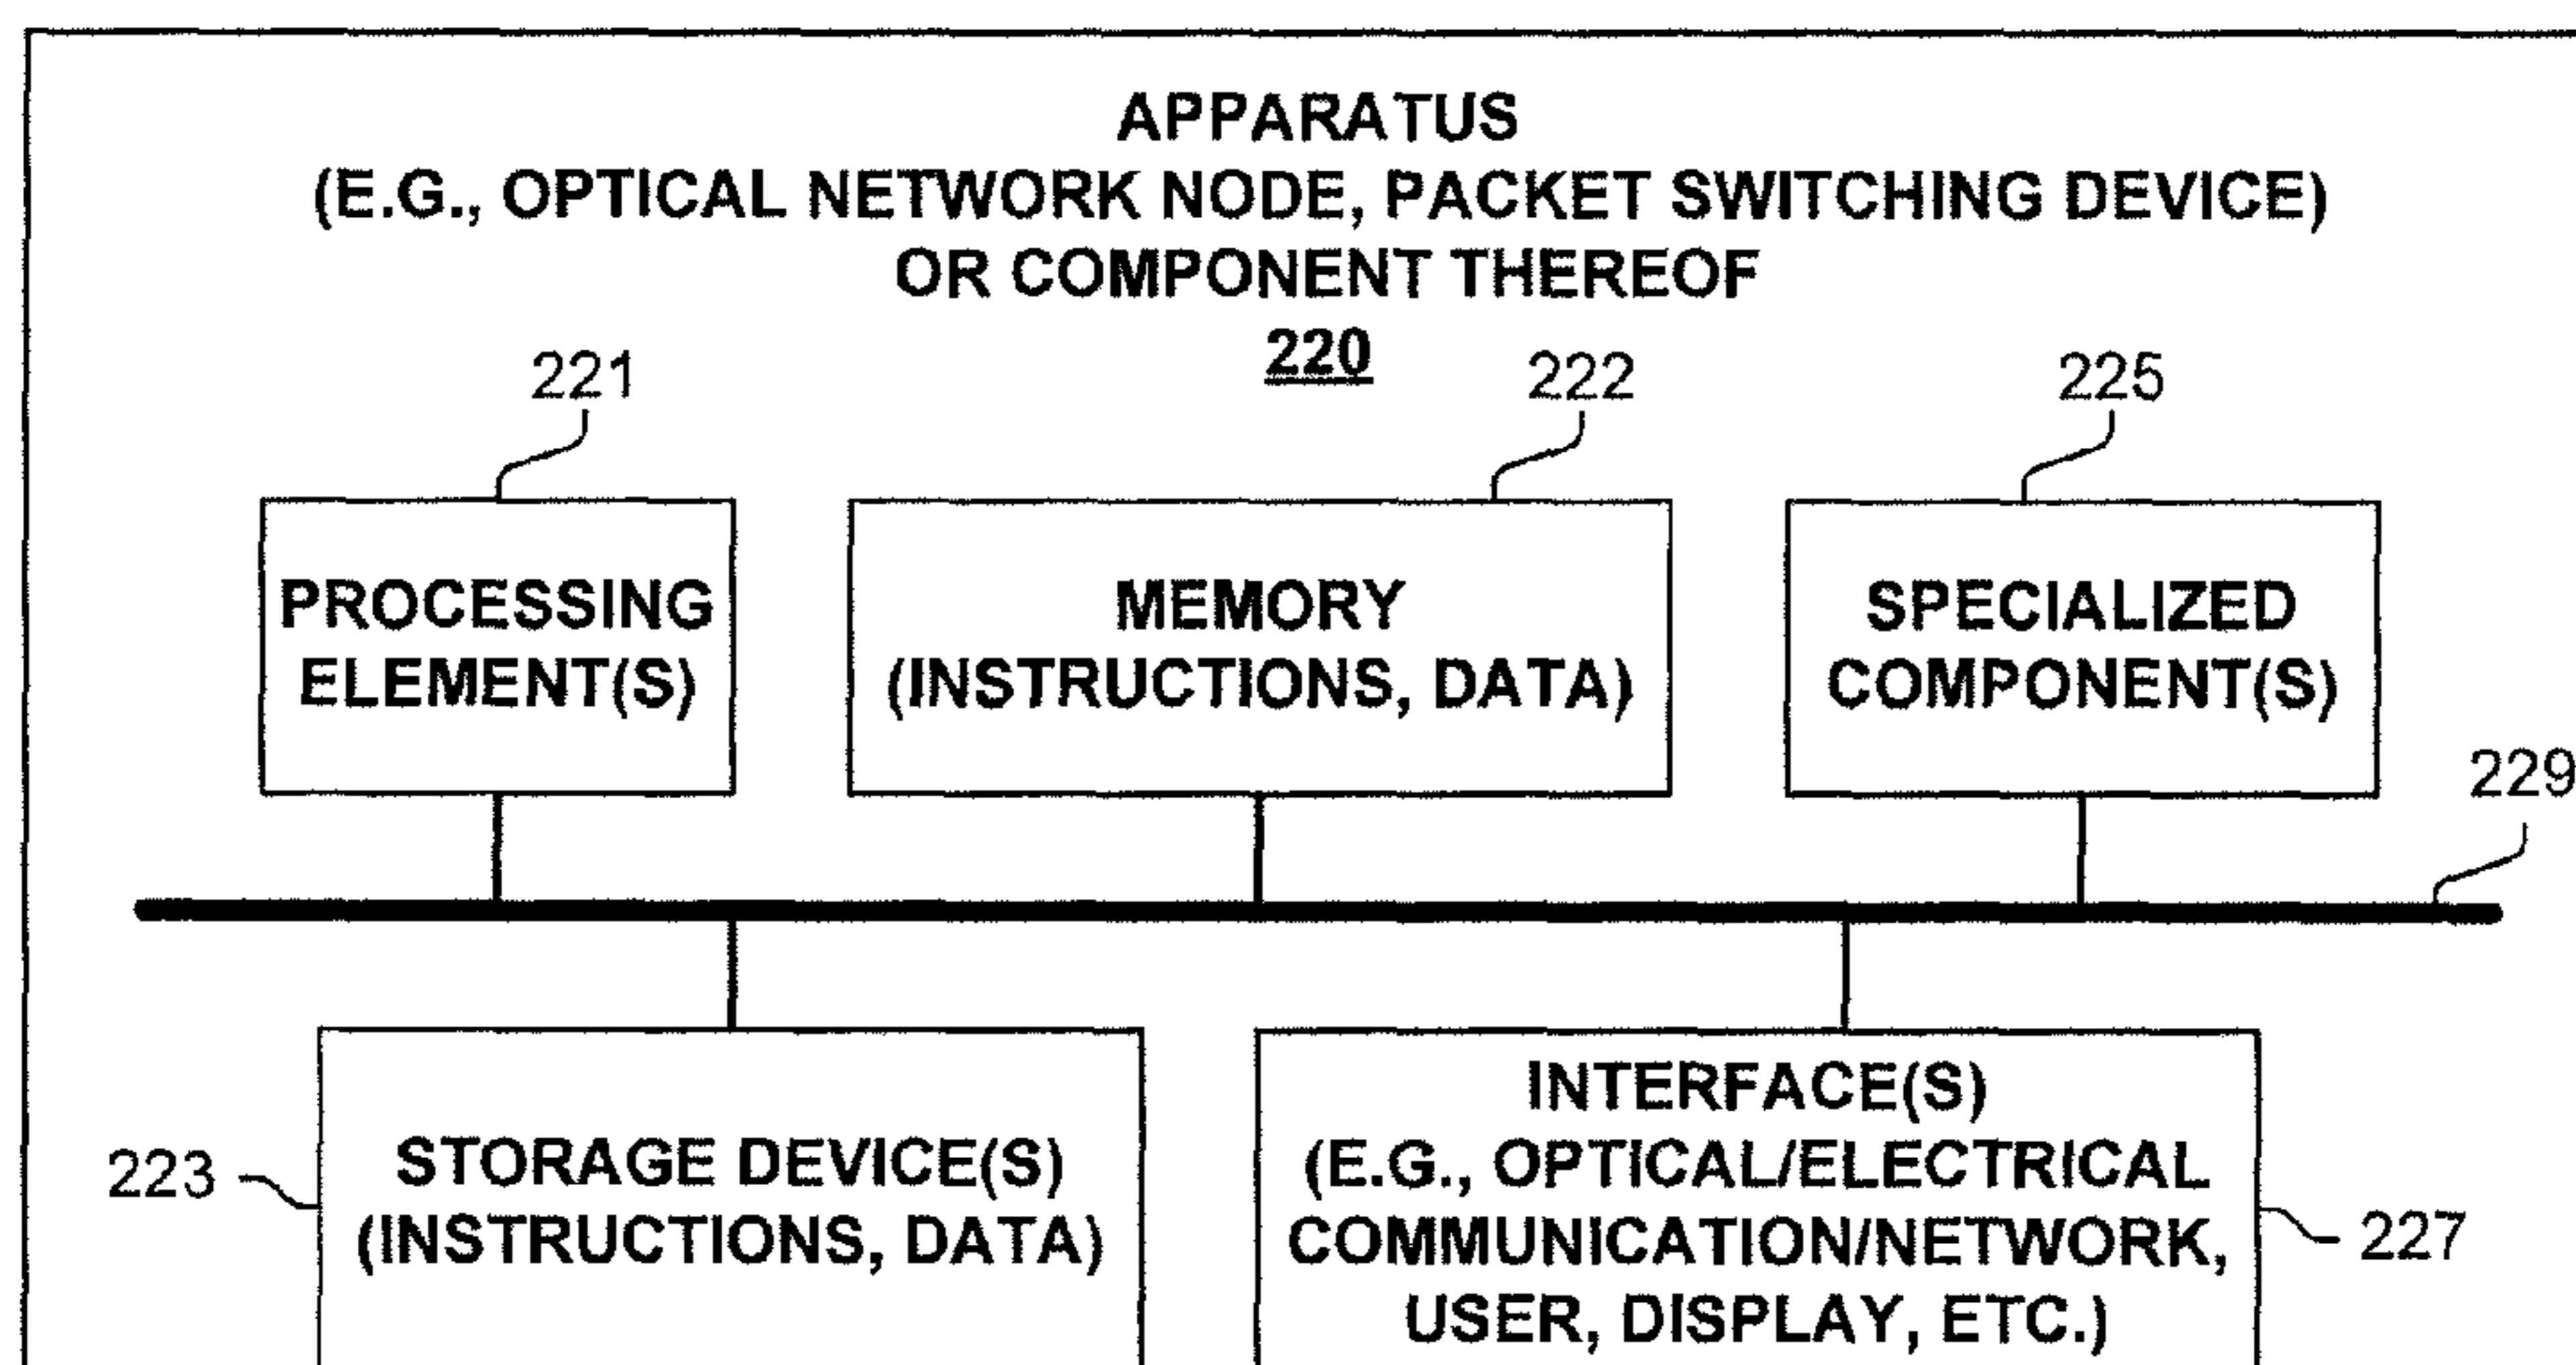 APPARATUS
(E.G., OPTICAL NETWORK NODE, PACKET SWITCHING DEVICE)
OR COMPONENT THEREOF
220
221
222
225
PROCESSING
ELEMENT(S)
MEMORY
(INSTRUCTIONS, DATA)
SPECIALIZED
COMPONENT(S)
229
223
STORAGE DEVICE(S)
(INSTRUCTIONS, DATA)
INTERFACE(S)
(E.G., OPTICAL/ELECTRICAL
COMMUNICATION/NETWORK,
USER, DISPLAY, ETC.)
227